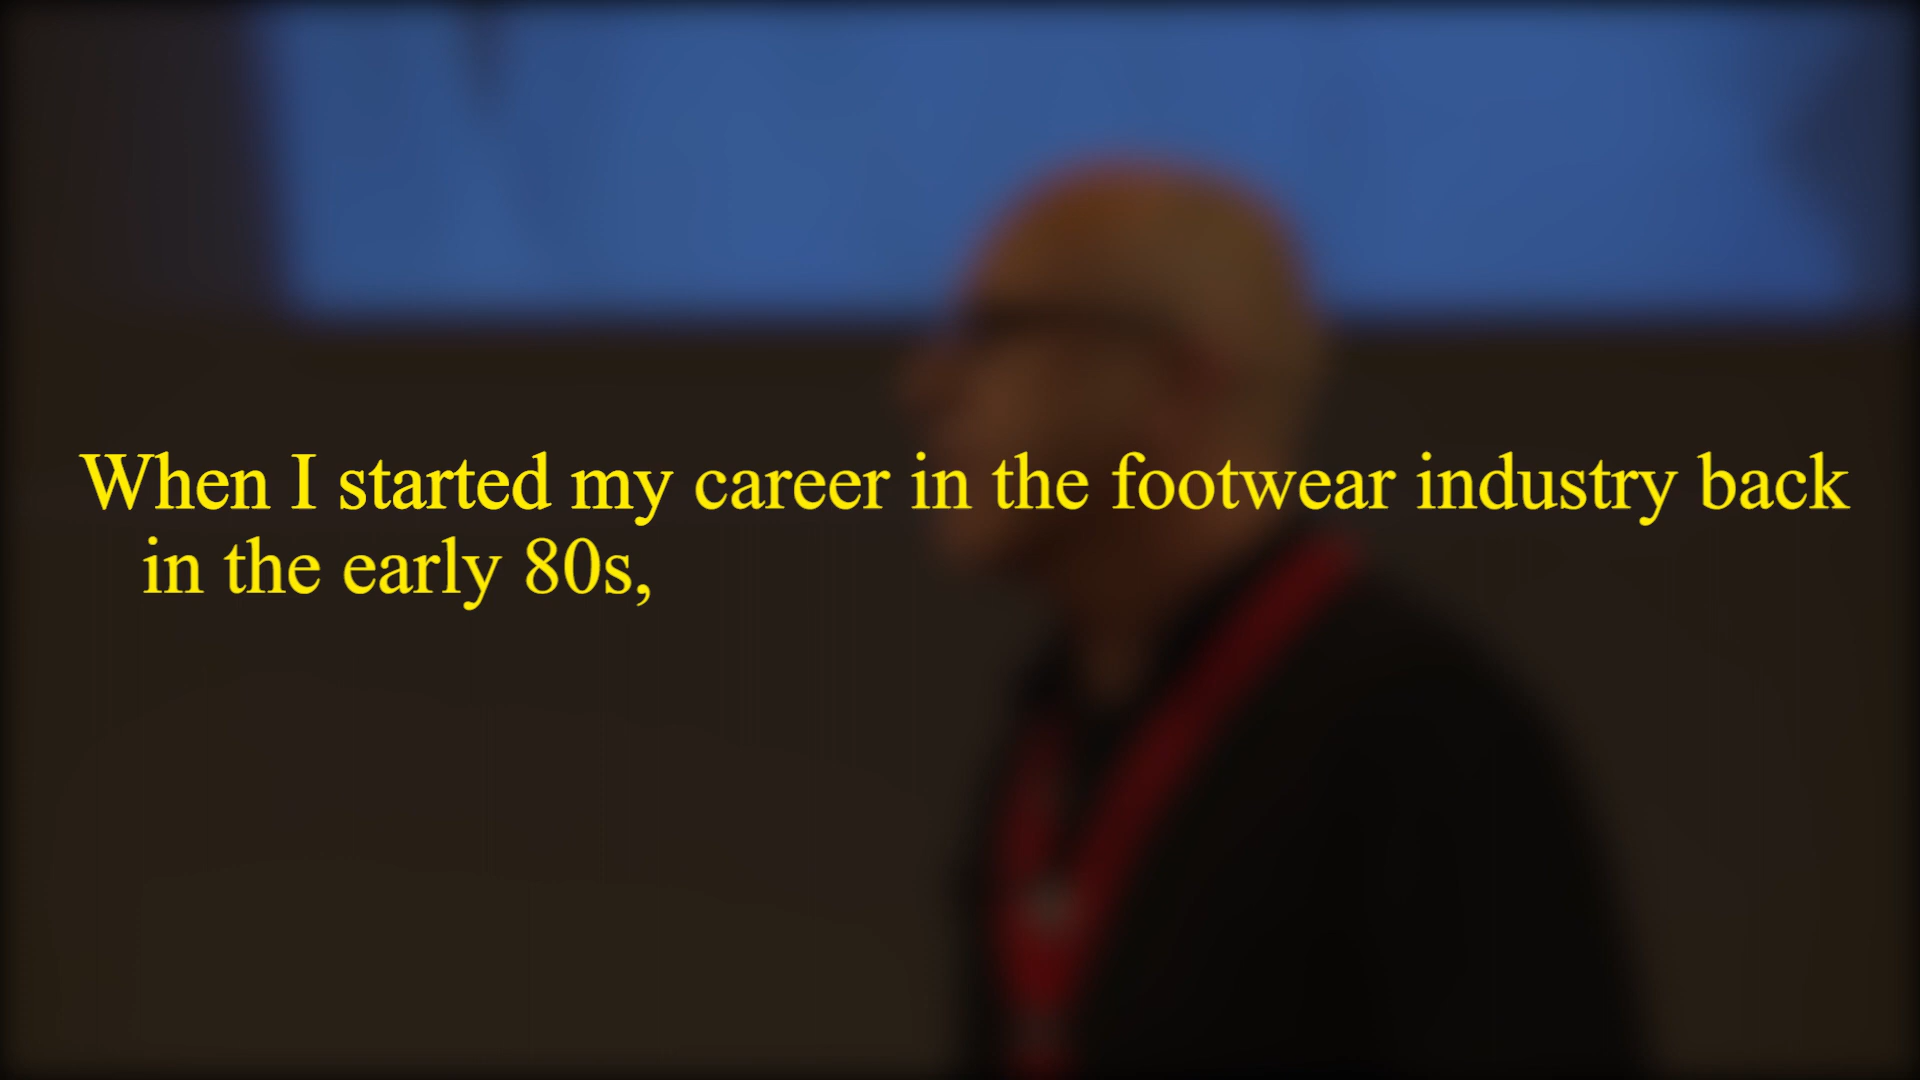 When I started my career in the footwear industry back
in the early 80s,